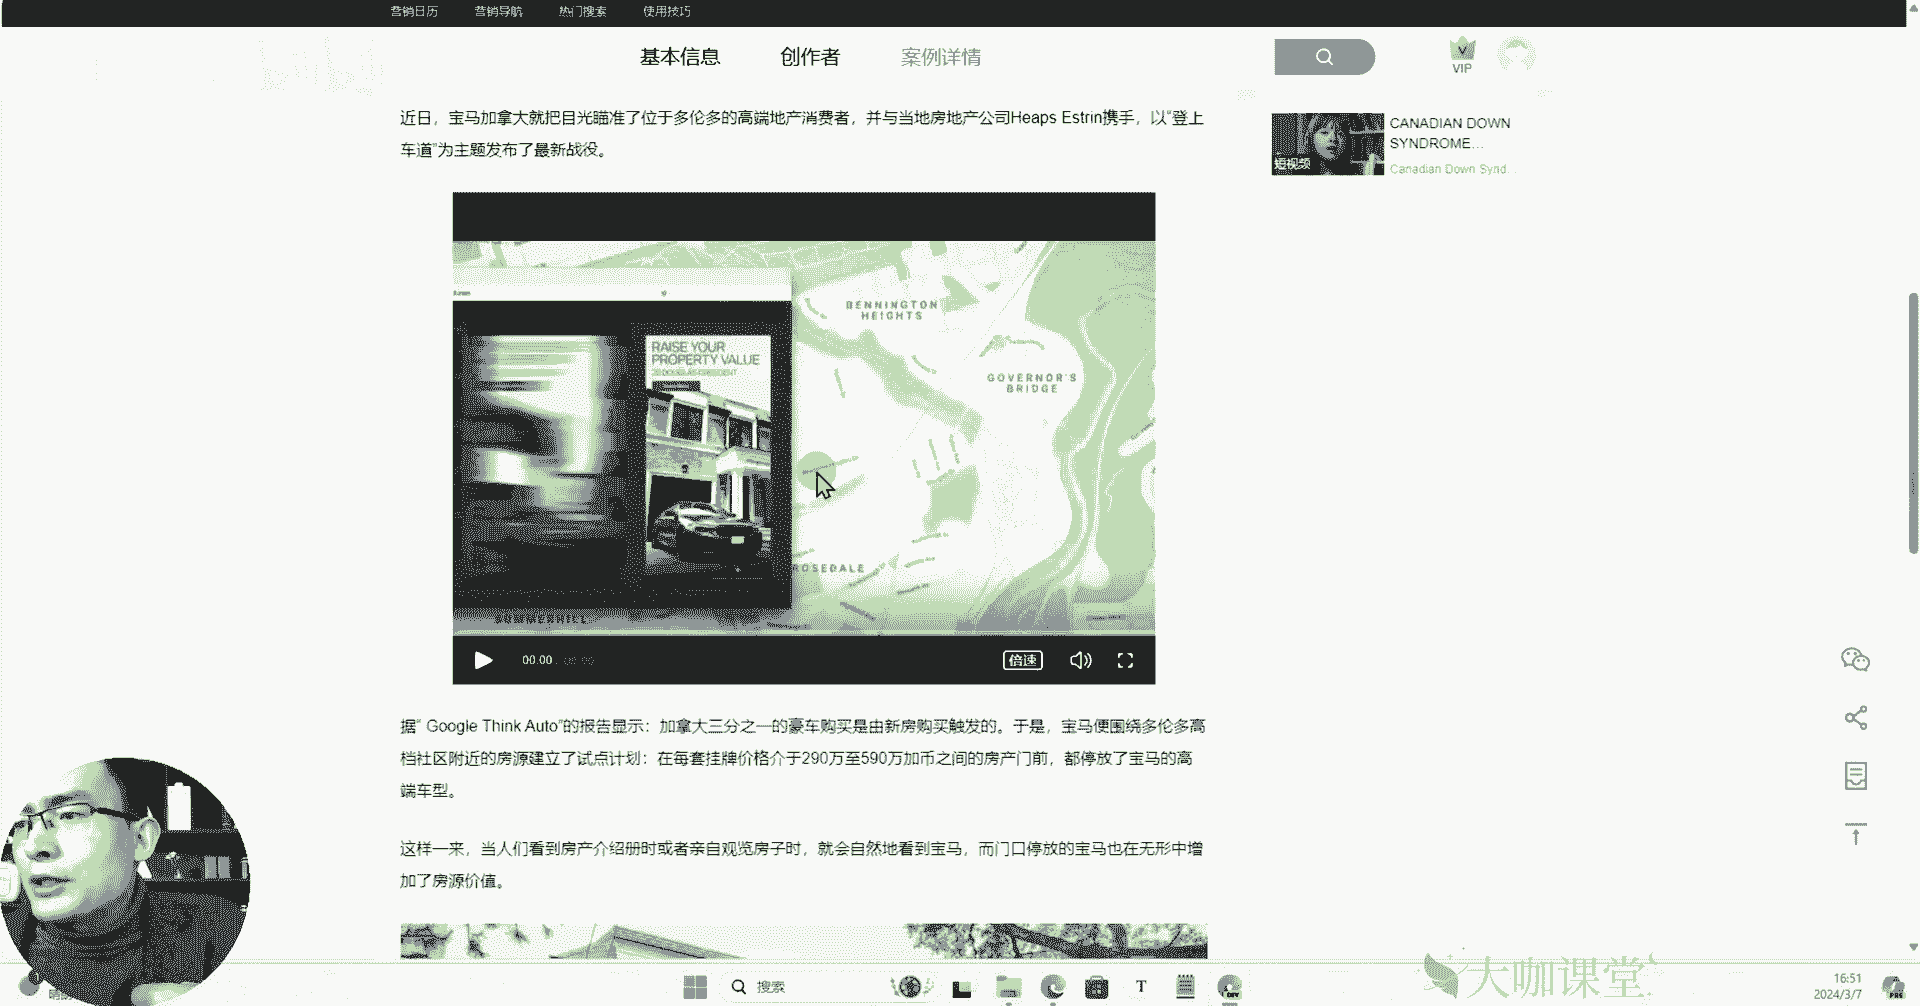 营销日历 营销导航 热门搜索 使用技巧
基本信息 创作者 案例详情
VIP
近日，宝马加拿大就把目光瞄准了位于多伦多的高端地产消费者，并与当地房地产公司Heaps Estrin携手，以“登上
车道”为主题发布了最新战役。
CANADIAN DOWN
SYNDROME...
Canadian Down Synd...
短视频
BENNINGTON
HEIGHTS
RAISE YOUR
PROPERTY VALUE
GOVERNOR'S
BRIDGE
ROSEDALE
SUMMERHILL
00:00
倍速
据“ Google Think Auto”的报告显示：加拿大三分之一的豪车购买是由新房购买触发的。于是，宝马便围绕多伦多高
档社区附近的房源建立了试点计划：在每套挂牌价格介于290万至590万加币之间的房产门前，都停放了宝马的高
端车型。
这样一来，当人们看到房产介绍册时或者亲自观览房子时，就会自然地看到宝马，而门口停放的宝马也在无形中增
加了房源价值。
大咖课堂
搜索
T
DEV
16:51
2024/3/7
PRE